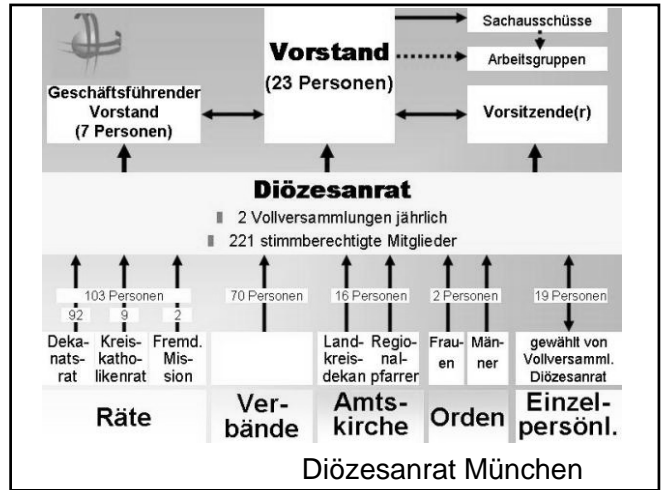 Vorstand
(23 Personen)
Sachausschüsse
Arbeitsgruppen
Geschäftsführender
Vorstand
(7 Personen)
Vorsitzende(r)
Diözesanrat
2 Vollversammlungen jährlich
221 stimmberechtigte Mitglieder
103 Personen
70 Personen
16 Personen
2 Personen
19 Personen
92
9
2
Deka-
nats-
rat
Kreis-
katho-
likenrat
Fremd.
Mis-
sion
Land-
kreis-
dekan
Regio-
nal-
pfarrer
Frau-
en
Män-
ner
gewählt von
Vollversamml.
Diözesanrat
Räte
Ver-
bände
Amts-
kirche
Orden
Einzel-
persönl.
Diözesanrat München